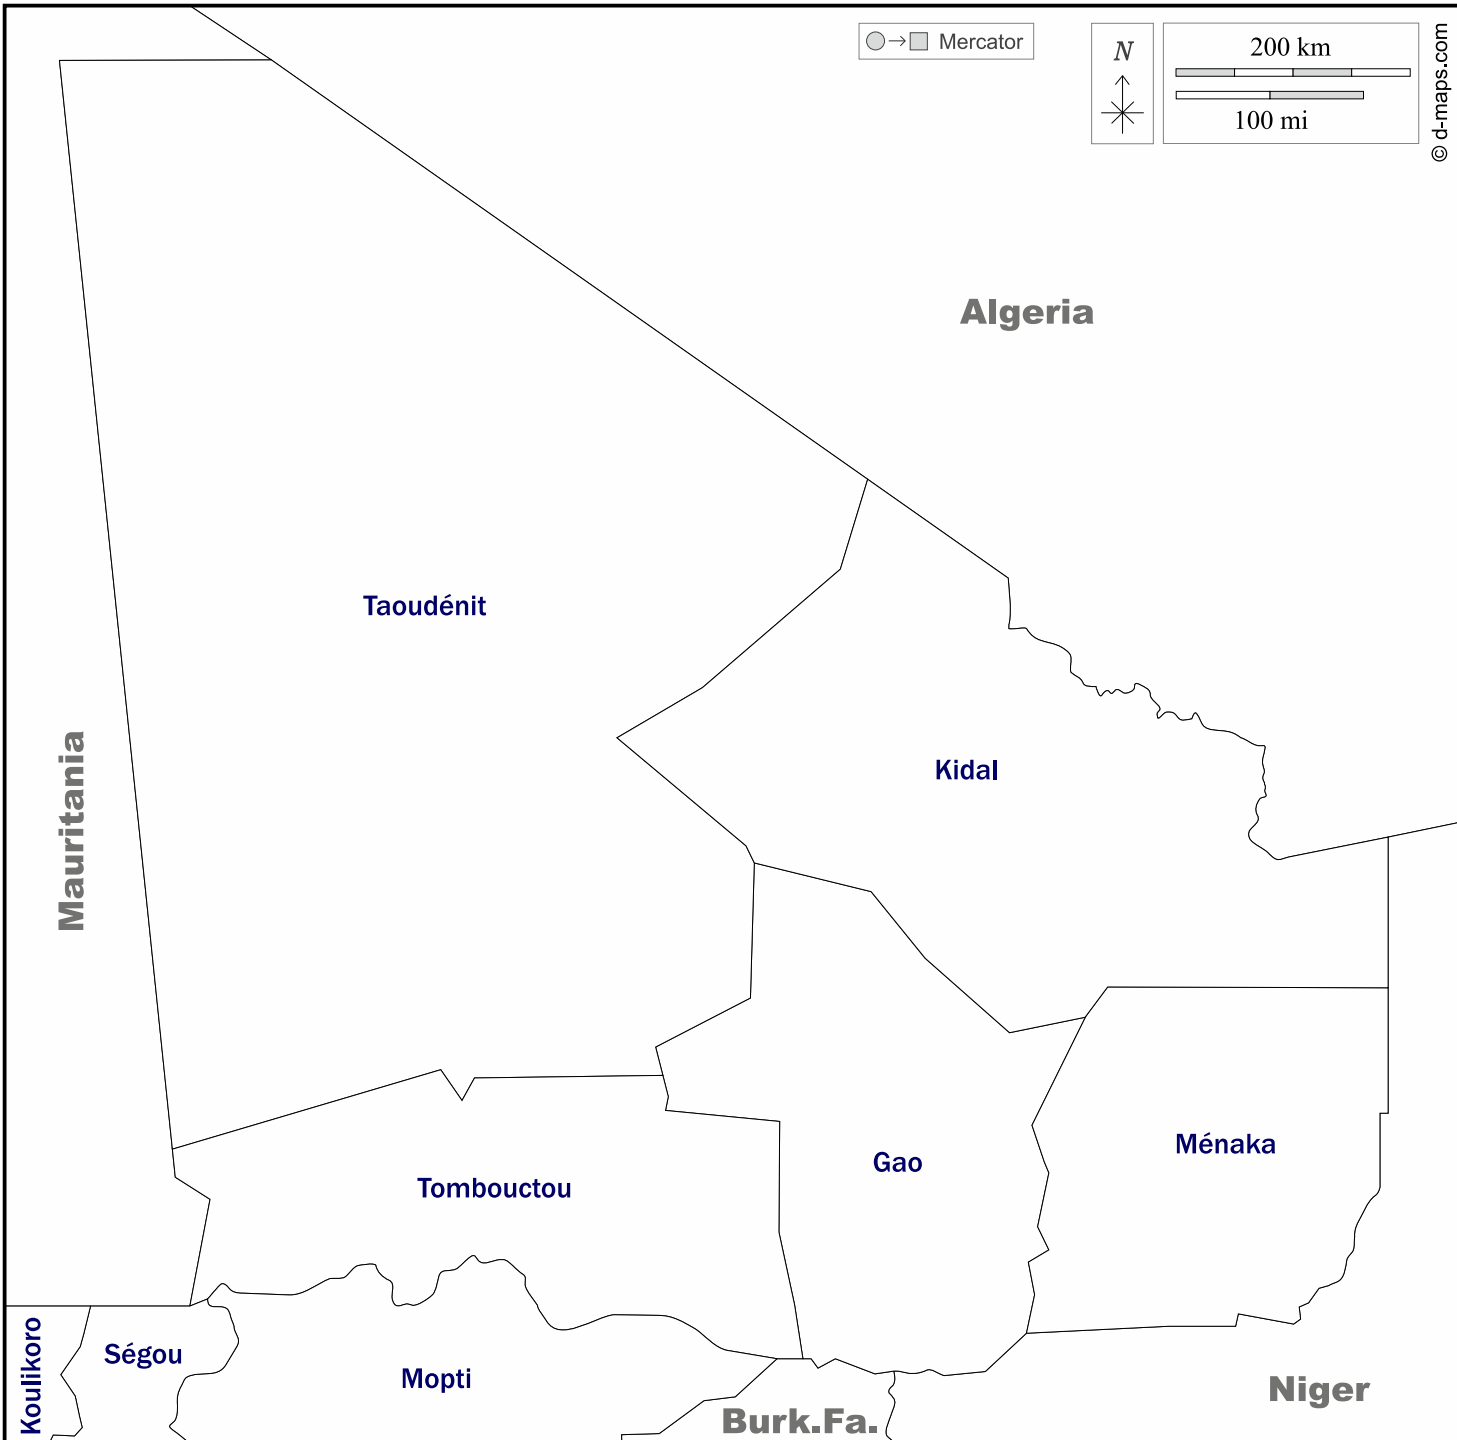 Mercator
N
200 km
100 mi
© d-maps.com
Algeria
Taoudénit
Mauritania
Kidal
Ménaka
Gao
Tombouctou
Koulikoro
Ségou
Mopti
Niger
Burk.Fa.